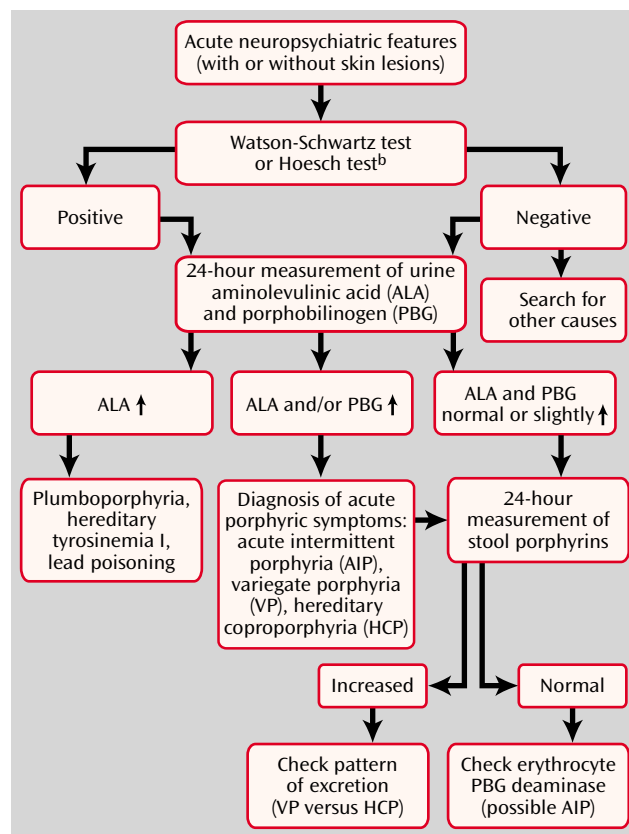 Acute neuropsychiatric features
(with or without skin lesions)
Watson-Schwartz test
or Hoesch testᵇ
Positive
Negative
24-hour measurement of urine
aminolevulinic acid (ALA)
and porphobilinogen (PBG)
Search for
other causes
ALA ↑
ALA and/or PBG ↑
ALA and PBG
normal or slightly ↑
Plumboporphyria,
hereditary
tyrosinemia I,
lead poisoning
Diagnosis of acute
porphyric symptoms:
acute intermittent
porphyria (AIP),
variegate porphyria
(VP), hereditary
coproporphyria (HCP)
24-hour
measurement of
stool porphyrins
Increased
Normal
Check pattern
of excretion
(VP versus HCP)
Check erythrocyte
PBG deaminase
(possible AIP)